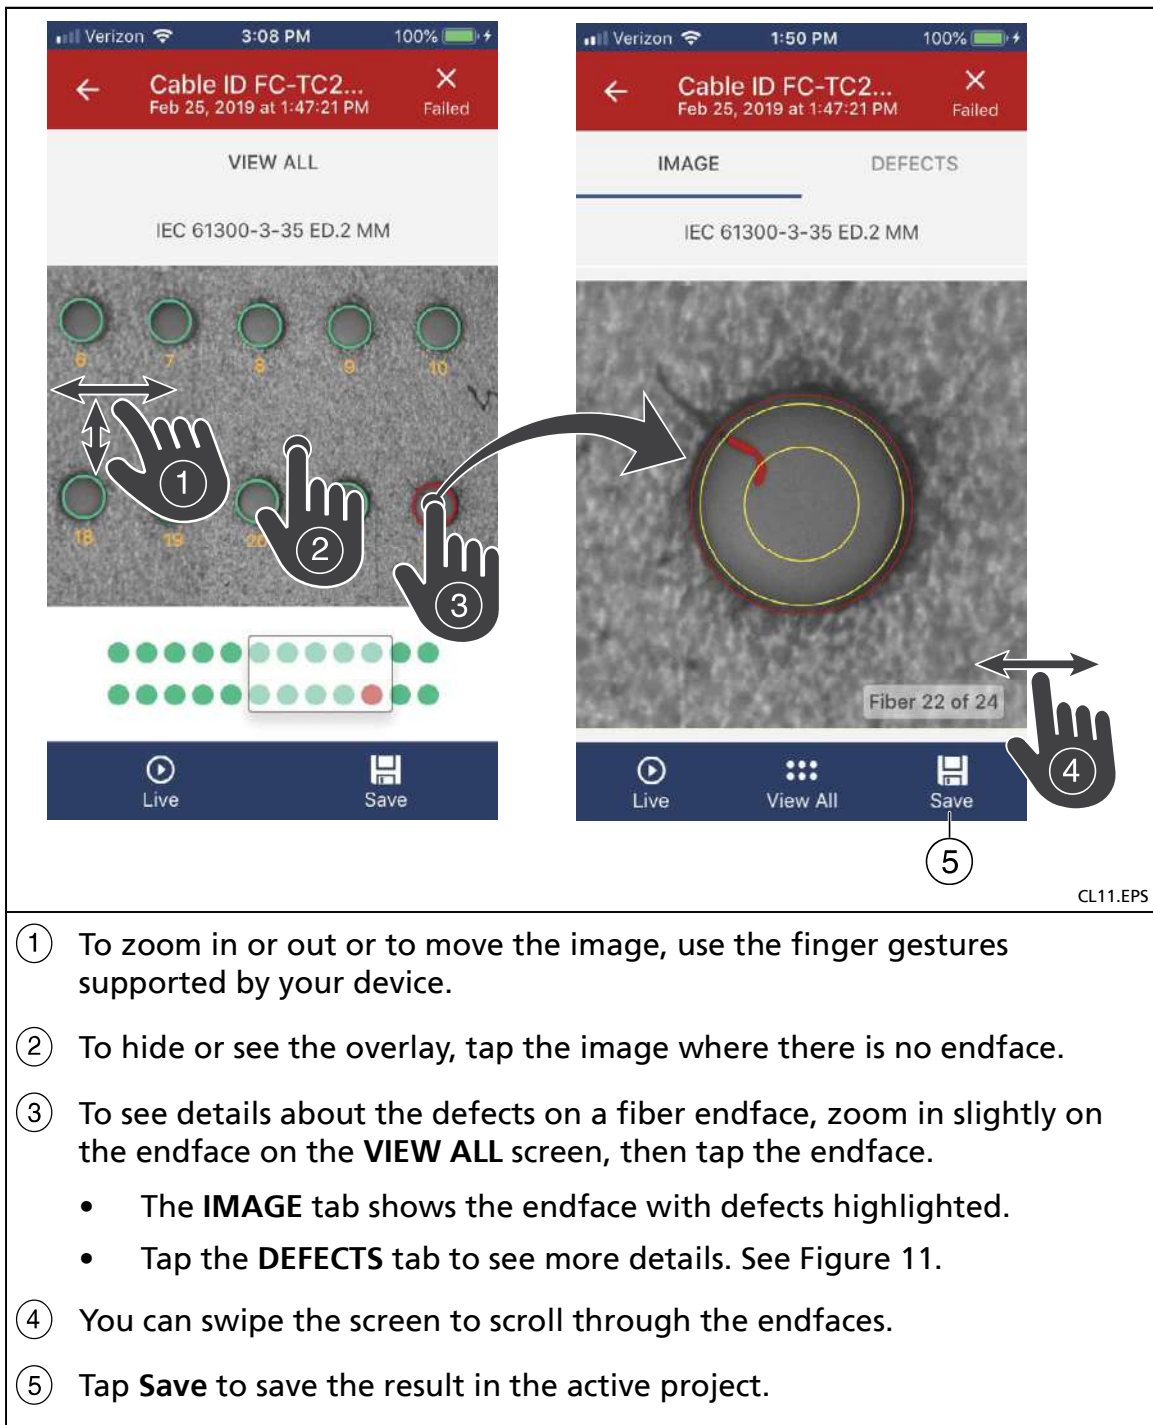 Verizon 3:08 PM 100%
Cable ID FC-TC2...
Feb 25, 2019 at 1:47:21 PM
Failed
VIEW ALL
IEC 61300-3-35 ED.2 MM
6 7 8 9 10
18 19 20
1
2
3
Live Save
Verizon 1:50 PM 100%
Cable ID FC-TC2...
Feb 25, 2019 at 1:47:21 PM
Failed
IMAGE DEFECTS
IEC 61300-3-35 ED.2 MM
Fiber 22 of 24
4
Live View All Save
5
CL11.EPS
1 To zoom in or out or to move the image, use the finger gestures
supported by your device.
2 To hide or see the overlay, tap the image where there is no endface.
3 To see details about the defects on a fiber endface, zoom in slightly on
the endface on the VIEW ALL screen, then tap the endface.
• The IMAGE tab shows the endface with defects highlighted.
• Tap the DEFECTS tab to see more details. See Figure 11.
4 You can swipe the screen to scroll through the endfaces.
5 Tap Save to save the result in the active project.